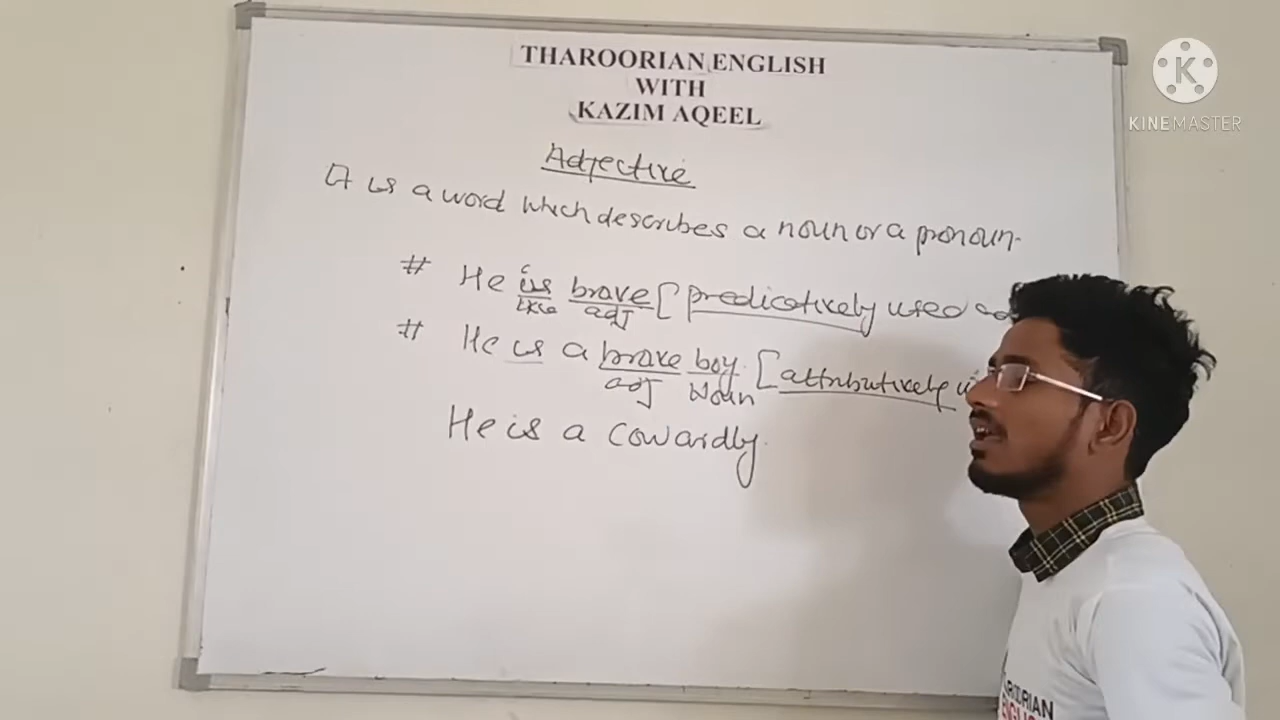 THAROORIAN ENGLISH
WITH
KAZIM AQEEL
KINEMASTER
Adjective
It is a word which describes a noun or a pronoun.
# He is brave [predicatively used
adj
# He is a brave boy. [attributively
adj Noun
He is a cowardly.